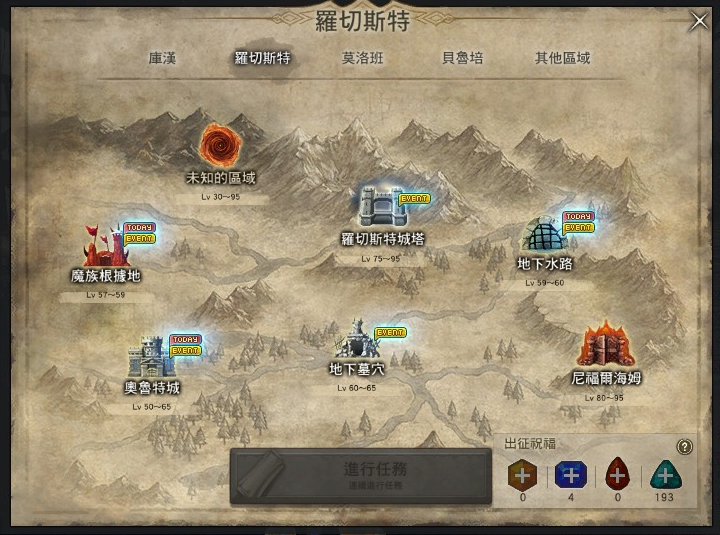 羅切斯特
庫漢
羅切斯特
莫洛班
貝魯培
其他區域
未知的區域
Lv 30~95
EVENT
羅切斯特城塔
Lv 75~95
TODAY
EVENT
魔族根據地
Lv 57~59
TODAY
EVENT
地下水路
Lv 59~60
TODAY
EVENT
奧魯特城
Lv 50~65
EVENT
地下墓穴
Lv 60~65
尼福爾海姆
Lv 80~95
進行任務
出征祝福
?
0
4
0
193